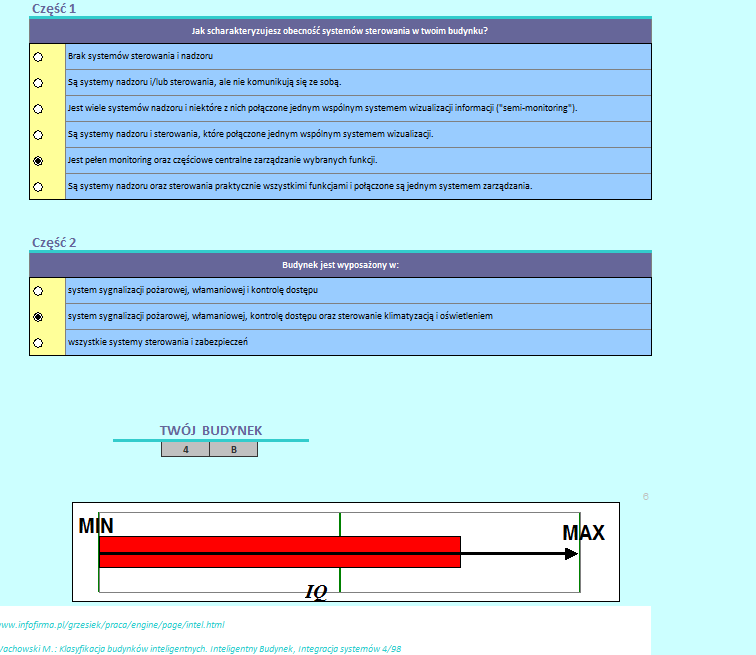 Część 1
Jak scharakteryzujesz obecność systemów sterowania w twoim budynku?
Brak systemów sterowania i nadzoru
Są systemy nadzoru i/lub sterowania, ale nie komunikują się ze sobą.
Jest wiele systemów nadzoru i niektóre z nich połączone jednym wspólnym systemem wizualizacji informacji ("semi-monitoring").
Są systemy nadzoru i sterowania, które połączone jednym wspólnym systemem wizualizacji.
Jest pełen monitoring oraz częściowe centralne zarządzanie wybranych funkcji.
Są systemy nadzoru oraz sterowania praktycznie wszystkimi funkcjami i połączone są jednym systemem zarządzania.
Część 2
Budynek jest wyposażony w:
system sygnalizacji pożarowej, włamaniowej i kontrolę dostępu
system sygnalizacji pożarowej, włamaniowej, kontrolę dostępu oraz sterowanie klimatyzacją i oświetleniem
wszystkie systemy sterowania i zabezpieczeń
TWÓJ BUDYNEK
4 B
6
MIN
MAX
IQ
ww.infofirma.pl/grzesiek/praca/engine/page/intel.html
achowski M.: Klasyfikacja budynków inteligentnych. Inteligentny Budynek, Integracja systemów 4/98